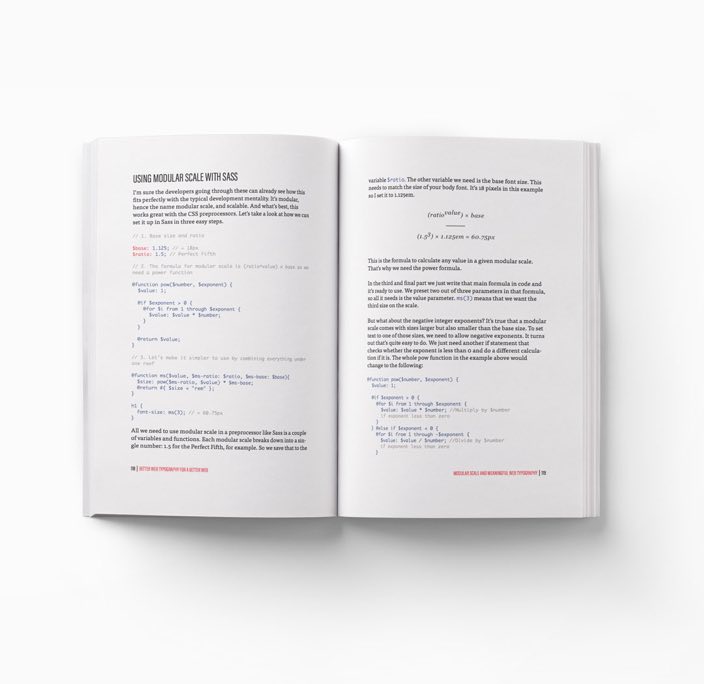 USING MODULAR SCALE WITH SASS
I'm sure the developers going through these can already see how this
fits perfectly with the typical development mentality. It's modular,
hence the name modular scale, and scalable. And what's best, this
works great with the CSS preprocessors. Let's take a look at how we can
set it up in Sass in three easy steps.
// 1. Base size and ratio
$base: 1.125; // = 18px
$ratio: 1.5; // Perfect Fifth
// 2. The formula for modular scale is (ratio^value) × base so we
need a power function
@function pow($number, $exponent) {
$value: 1;
@if $exponent > 0 {
@for $i from 1 through $exponent {
$value: $value * $number;
}
}
@return $value;
}
// 3. Let's make it simpler to use by combining everything under
one roof
@function ms($value, $ms-ratio: $ratio, $ms-base: $base){
$size: pow($ms-ratio, $value) * $ms-base;
@return #{ $size + "rem" };
}
h1 {
font-size: ms(3); // = 60.75px
}
All we need to use modular scale in a preprocessor like Sass is a couple
of variables and functions. Each modular scale breaks down into a sin-
gle number: 1.5 for the Perfect Fifth, for example. So we save that to the
118 | BETTER WEB TYPOGRAPHY FOR A BETTER WEB
variable $ratio. The other variable we need is the base font size. This
needs to match the size of your body font. It's 18 pixels in this example
so I set it to 1.125em.
(ratio^value) × base
(1.5³) × 1.125em = 60.75px
This is the formula to calculate any value in a given modular scale.
That's why we need the power formula.
In the third and final part we just write that main formula in code and
it's ready to use. We preset two out of three parameters in that formula,
so all it needs is the value parameter. ms(3) means that we want the
third size on the scale.
But what about the negative integer exponents? It's true that a modular
scale comes with sizes larger but also smaller than the base size. To set
text to one of those sizes, we need to allow negative exponents. It turns
out that's quite easy to do. We just need another if statement that
checks whether the exponent is less than 0 and do a different calcula-
tion if it is. The whole pow function in the example above would
change to the following:
@function pow($number, $exponent) {
$value: 1;
@if $exponent > 0 {
@for $i from 1 through $exponent {
$value: $value * $number; //Multiply by $number
if exponent less than zero
}
} @else if $exponent < 0 {
@for $i from 1 through -$exponent {
$value: $value / $number; //Divide by $number
if exponent less than zero
}
MODULAR SCALE AND MEANINGFUL WEB TYPOGRAPHY | 119